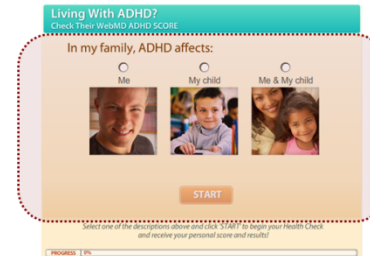 Living With ADHD?
Check Their WebMD ADHD SCORE
In my family, ADHD affects:
Me
My child
Me & My child
START
Select one of the descriptions above and click 'START' to begin your Health Check
and receive your personal score and results!
PROGRESS 0%